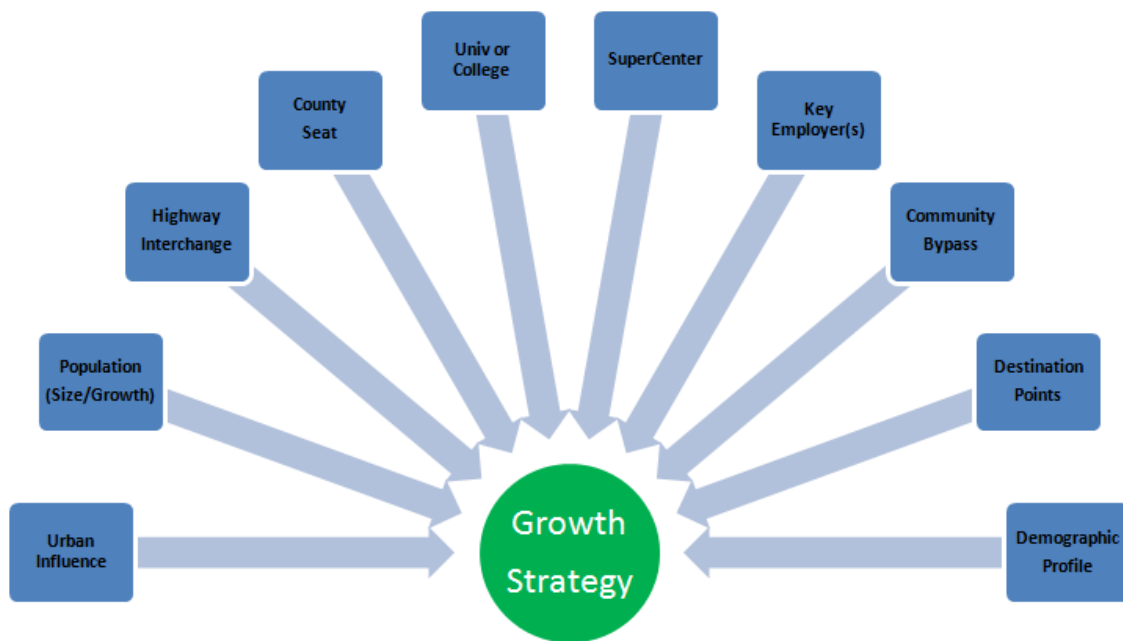 Urban
Influence
Population
(Size/Growth)
Highway
Interchange
County
Seat
Univ or
College
SuperCenter
Key
Employer(s)
Community
Bypass
Destination
Points
Demographic
Profile
Growth
Strategy